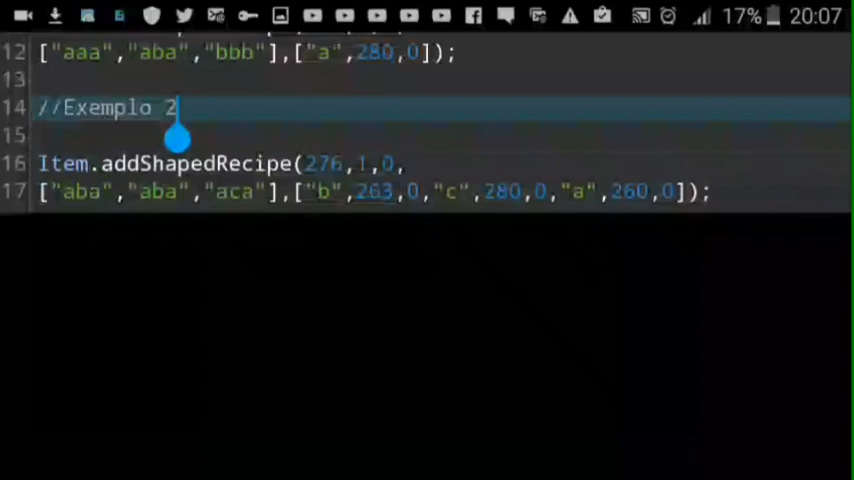 17% 20:07
12 ["aaa","aba","bbb"],["a",280,0]);
13
14 //Exemplo 2
15
16 Item.addShapedRecipe(276,1,0,
17 ["aba","aba","aca"],["b",263,0,"c",280,0,"a",260,0]);